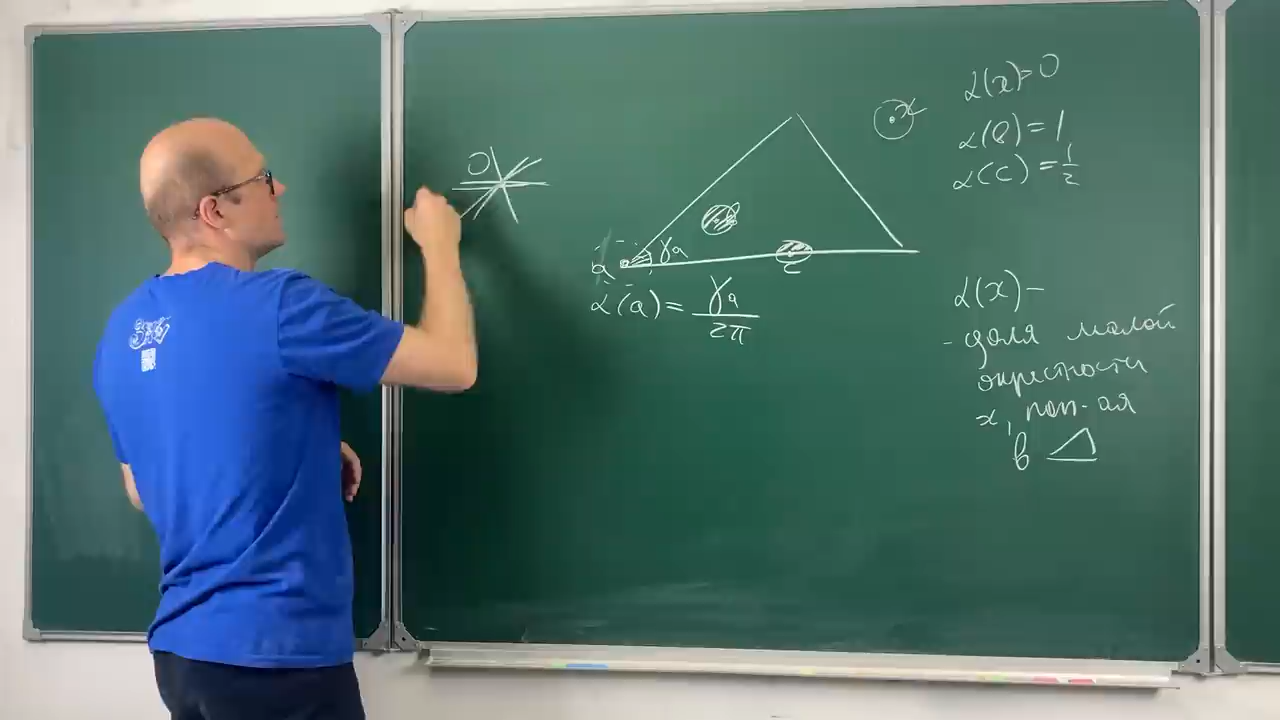 α(x)=0
x
α(b)=1
α(c)=1/2
O
b
a
γa
c
α(a)=γa/2π
α(x)-
- доля малой
окрестности
x, поп-ая
в △